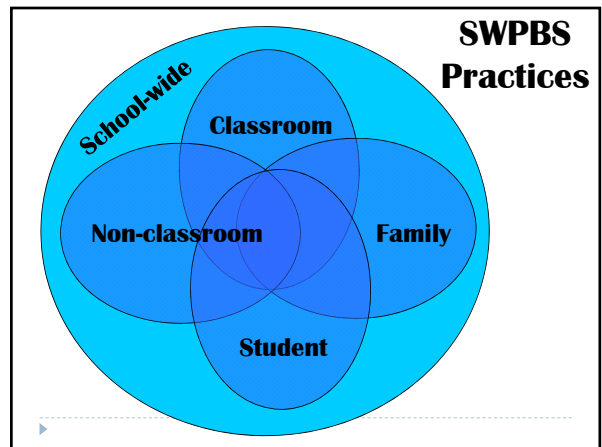 SWPBS
Practices
School-wide
Classroom
Non-classroom
Family
Student